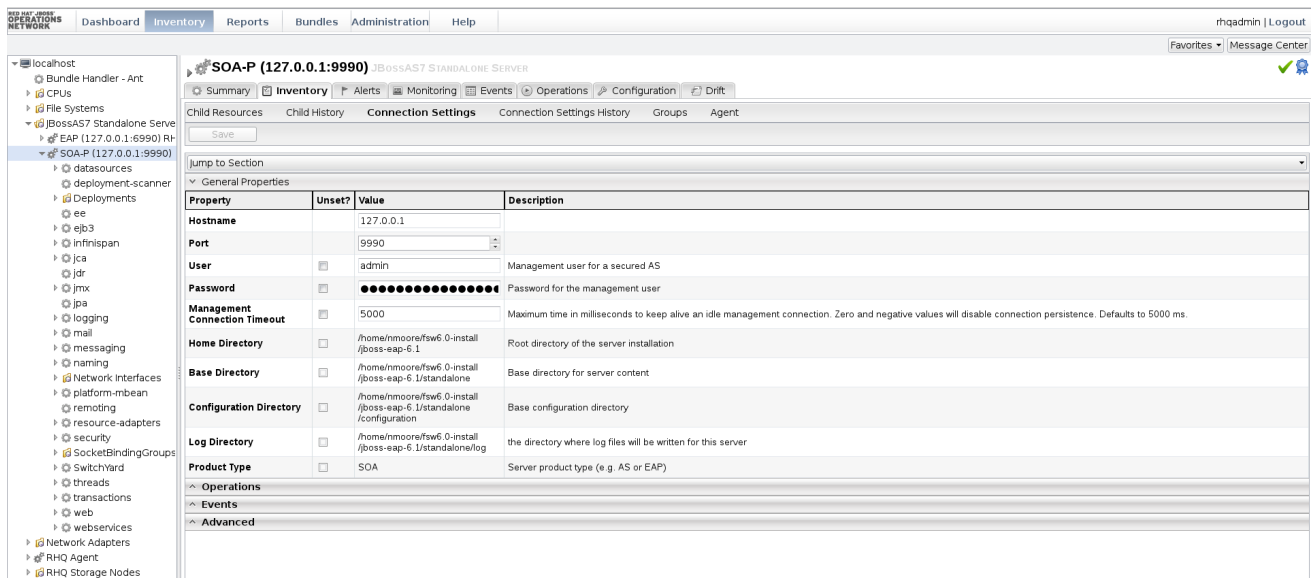 RED HAT' JBOSS'
OPERATIONS
NETWORK
Dashboard Inventory Reports Bundles Administration Help
rhqadmin | Logout
Favorites Message Center
localhost
Bundle Handler - Ant
CPUs
File Systems
JBossAS7 Standalone Serve
EAP (127.0.0.1:6990) RH
SOA-P (127.0.0.1:9990)
datasources
deployment-scanner
Deployments
ee
ejb3
infinispan
jca
jdr
jmx
jpa
logging
mail
messaging
naming
Network Interfaces
platform-mbean
remoting
resource-adapters
security
SocketBindingGroups
SwitchYard
threads
transactions
web
webservices
Network Adapters
RHQ Agent
RHQ Storage Nodes
SOA-P (127.0.0.1:9990) JBossAS7 Standalone Server
Summary Inventory Alerts Monitoring Events Operations Configuration Drift
Child Resources Child History Connection Settings Connection Settings History Groups Agent
Save
Jump to Section
General Properties
Property Unset? Value Description
Hostname 127.0.0.1
Port 9990
User admin Management user for a secured AS
Password Password for the management user
Management
Connection Timeout 5000 Maximum time in milliseconds to keep alive an idle management connection. Zero and negative values will disable connection persistence. Defaults to 5000 ms.
Home Directory /home/nmoore/fsw6.0-install
/jboss-eap-6.1 Root directory of the server installation
Base Directory /home/nmoore/fsw6.0-install
/jboss-eap-6.1/standalone Base directory for server content
Configuration Directory /home/nmoore/fsw6.0-install
/jboss-eap-6.1/standalone
/configuration Base configuration directory
Log Directory /home/nmoore/fsw6.0-install
/jboss-eap-6.1/standalone/log the directory where log files will be written for this server
Product Type SOA Server product type (e.g. AS or EAP)
Operations
Events
Advanced